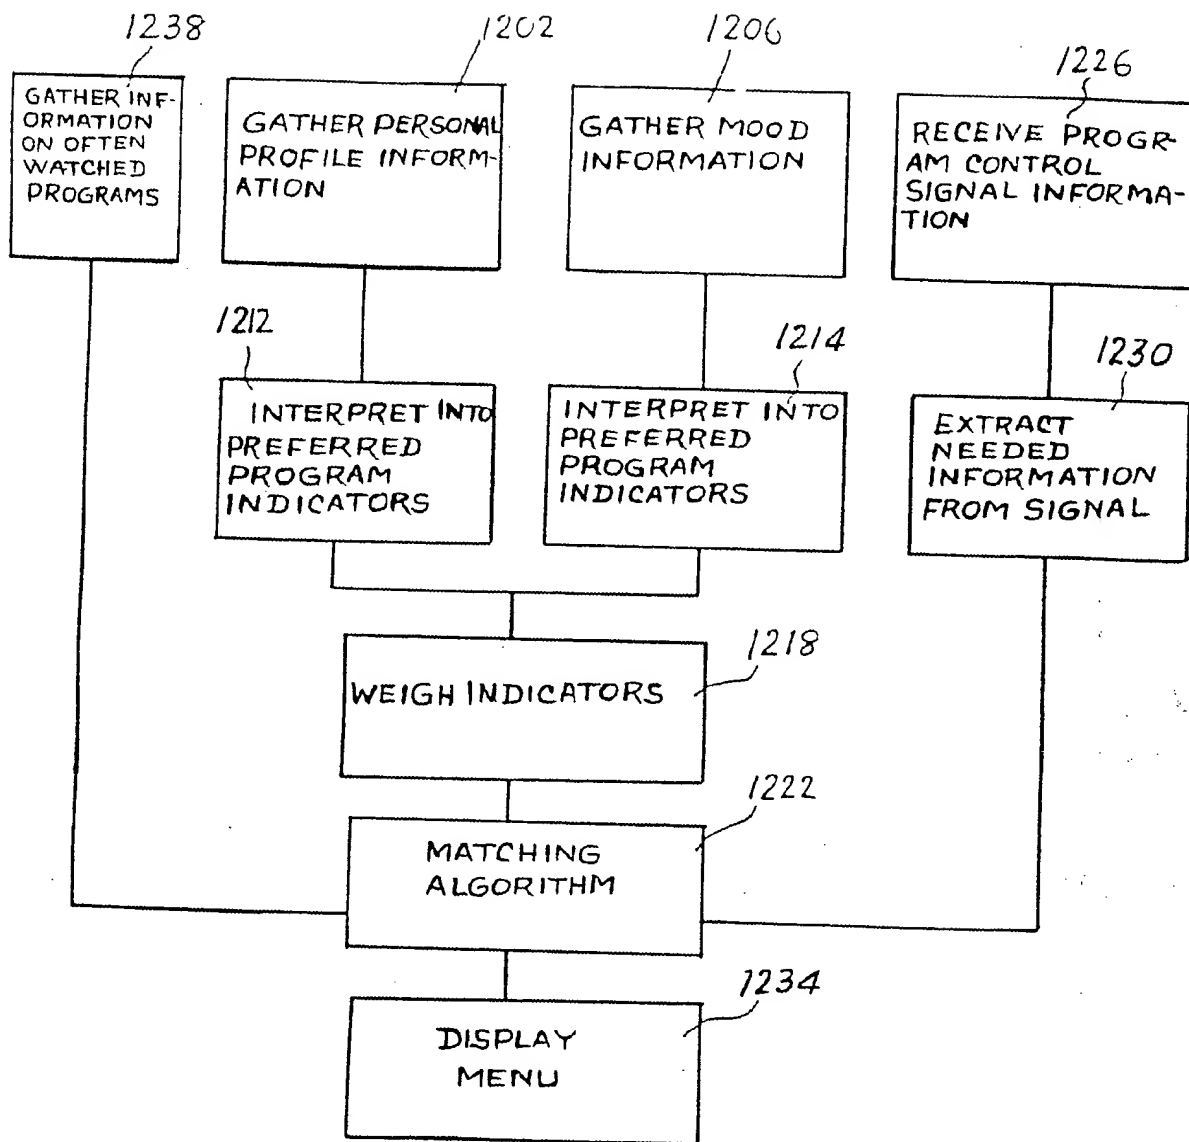 1238
GATHER INF-
ORMATION
ON OFTEN
WATCHED
PROGRAMS
1202
GATHER PERSONAL
PROFILE INFORM-
ATION
1206
GATHER MOOD
INFORMATION
1226
RECEIVE PROGR-
AM CONTROL
SIGNAL INFORMA-
TION
1212
INTERPRET INTO
PREFERRED
PROGRAM
INDICATORS
1214
INTERPRET INTO
PREFERRED
PROGRAM
INDICATORS
1230
EXTRACT
NEEDED
INFORMATION
FROM SIGNAL
1218
WEIGH INDICATORS
1222
MATCHING
ALGORITHM
1234
DISPLAY
MENU